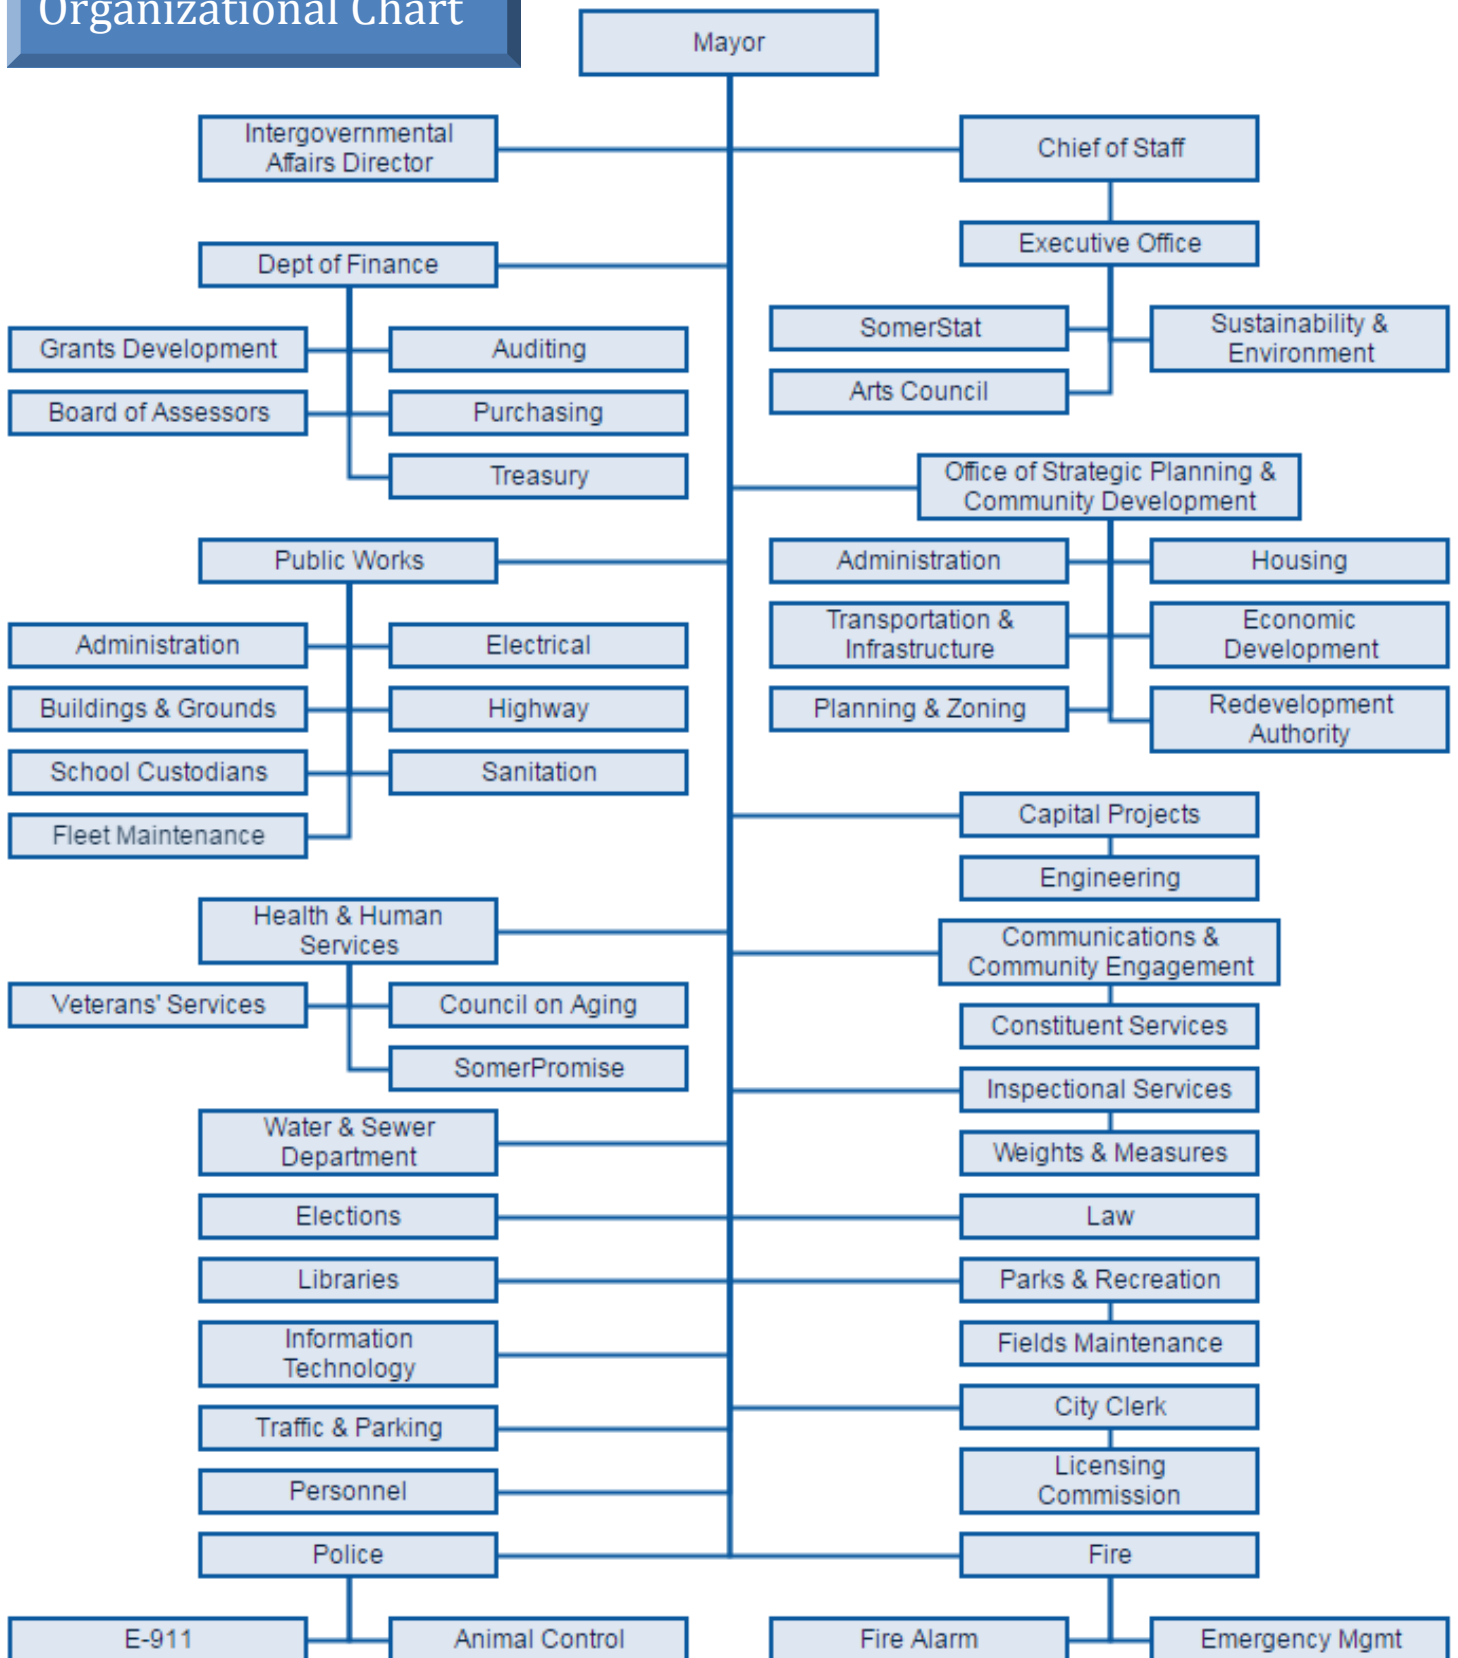 Organizational Chart
Mayor
Intergovernmental
Affairs Director
Chief of Staff
Executive Office
SomerStat
Sustainability &
Environment
Arts Council
Dept of Finance
Grants Development
Auditing
Board of Assessors
Purchasing
Treasury
Office of Strategic Planning &
Community Development
Administration
Housing
Transportation &
Infrastructure
Economic
Development
Planning & Zoning
Redevelopment
Authority
Public Works
Administration
Electrical
Buildings & Grounds
Highway
School Custodians
Sanitation
Fleet Maintenance
Capital Projects
Engineering
Health & Human
Services
Veterans' Services
Council on Aging
SomerPromise
Communications &
Community Engagement
Constituent Services
Inspectional Services
Weights & Measures
Water & Sewer
Department
Elections
Law
Libraries
Parks & Recreation
Fields Maintenance
Information
Technology
Traffic & Parking
City Clerk
Licensing
Commission
Personnel
Police
Fire
E-911
Animal Control
Fire Alarm
Emergency Mgmt